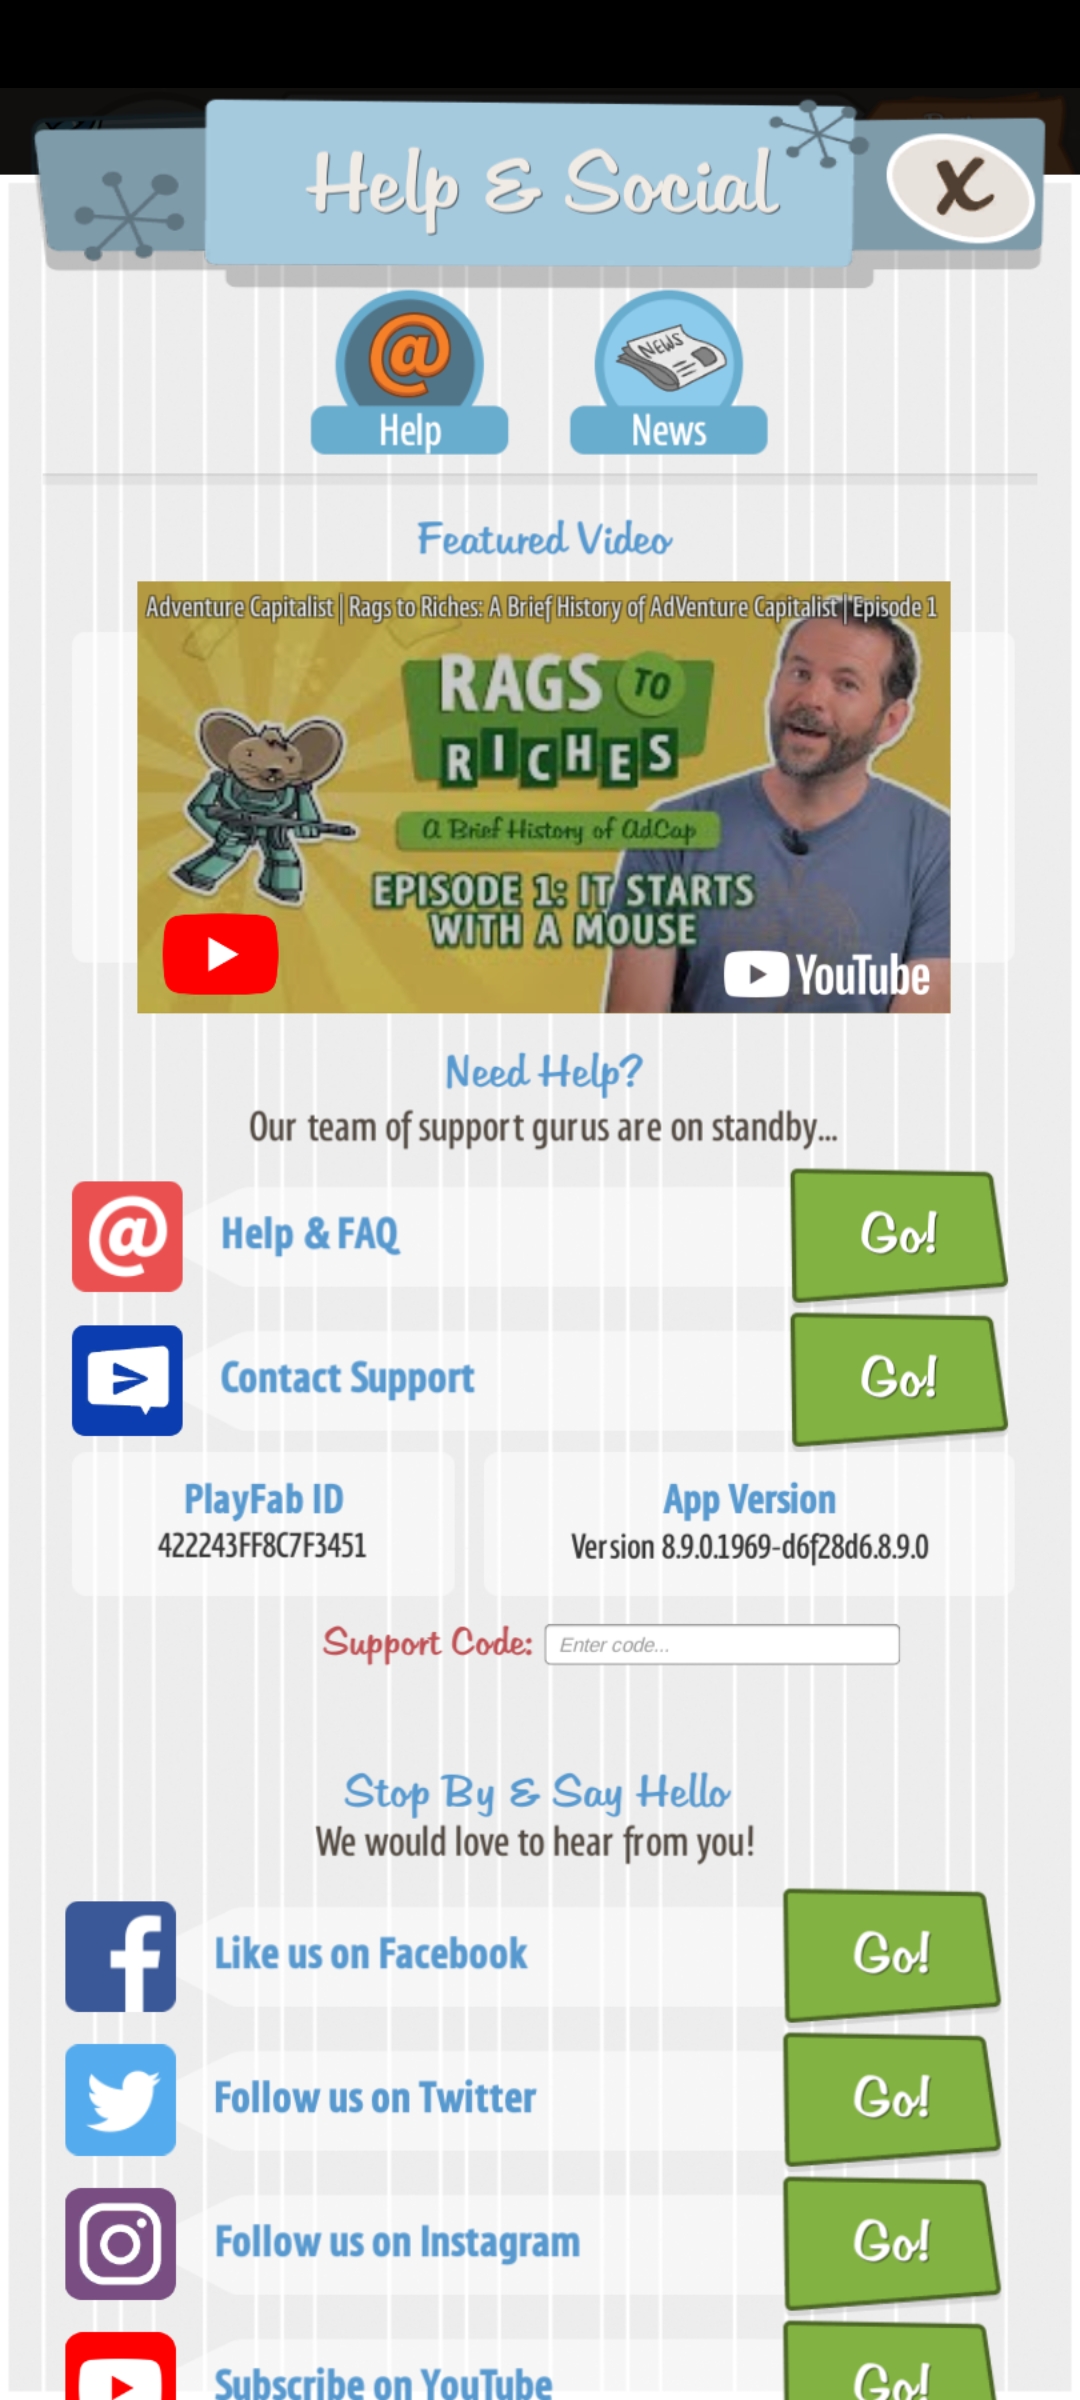 Help & Social
X
@
NEWS
Help
News
Featured Video
Adventure Capitalist | Rags to Riches: A Brief History of AdVenture Capitalist | Episode 1
RAGS TO
RICHES
A Brief History of AdCap
EPISODE 1: IT STARTS
WITH A MOUSE
YouTube
Need Help?
Our team of support gurus are on standby...
@
Help & FAQ
Go!
Contact Support
Go!
PlayFab ID
App Version
422243FF8C7F3451
Version 8.9.0.1969-d6f28d6.8.9.0
Support Code:
Enter code...
Stop By & Say Hello
We would love to hear from you!
f
Like us on Facebook
Go!
Follow us on Twitter
Go!
Follow us on Instagram
Go!
Subscribe on YouTube
Go!